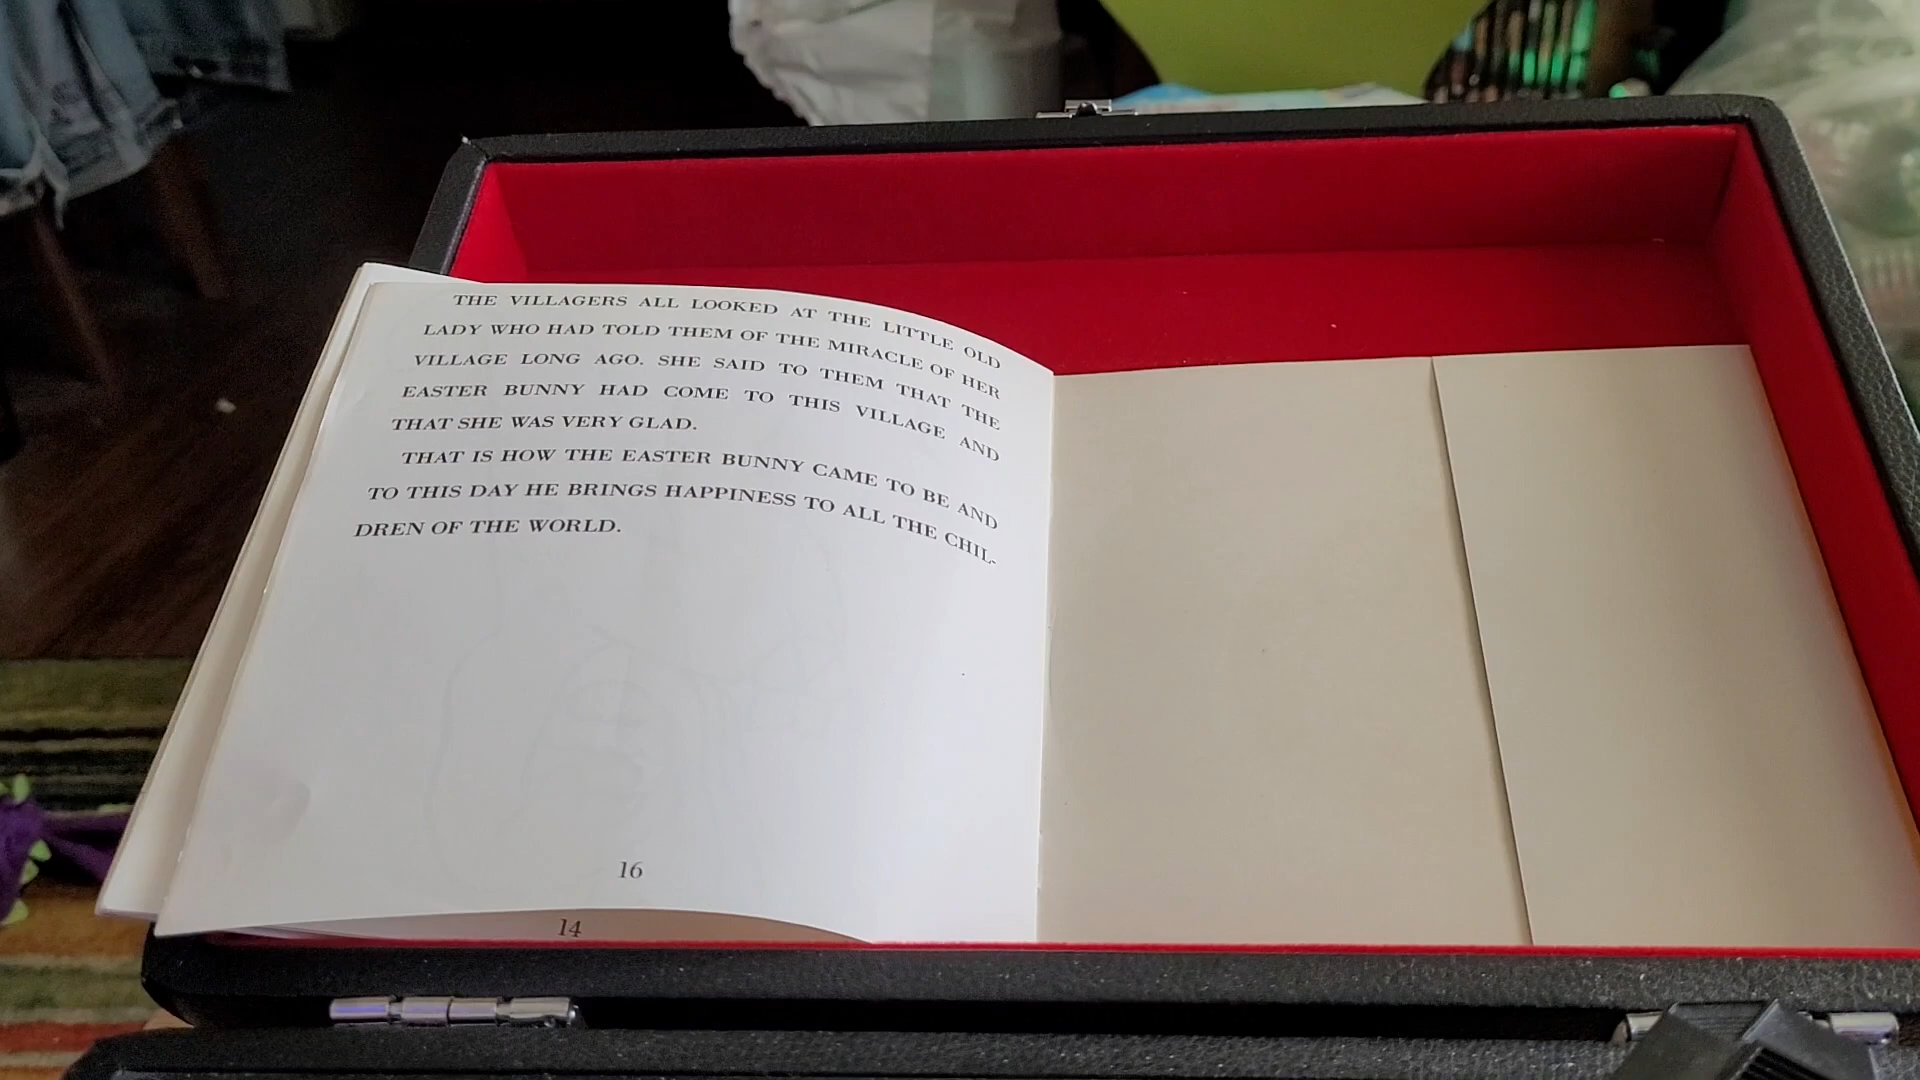 THE VILLAGERS ALL LOOKED AT THE LITTLE OLD
LADY WHO HAD TOLD THEM OF THE MIRACLE OF HER
VILLAGE LONG AGO. SHE SAID TO THEM THAT THE
EASTER BUNNY HAD COME TO THIS VILLAGE AND
THAT SHE WAS VERY GLAD.
THAT IS HOW THE EASTER BUNNY CAME TO BE AND
TO THIS DAY HE BRINGS HAPPINESS TO ALL THE CHIL-
DREN OF THE WORLD.
16
14